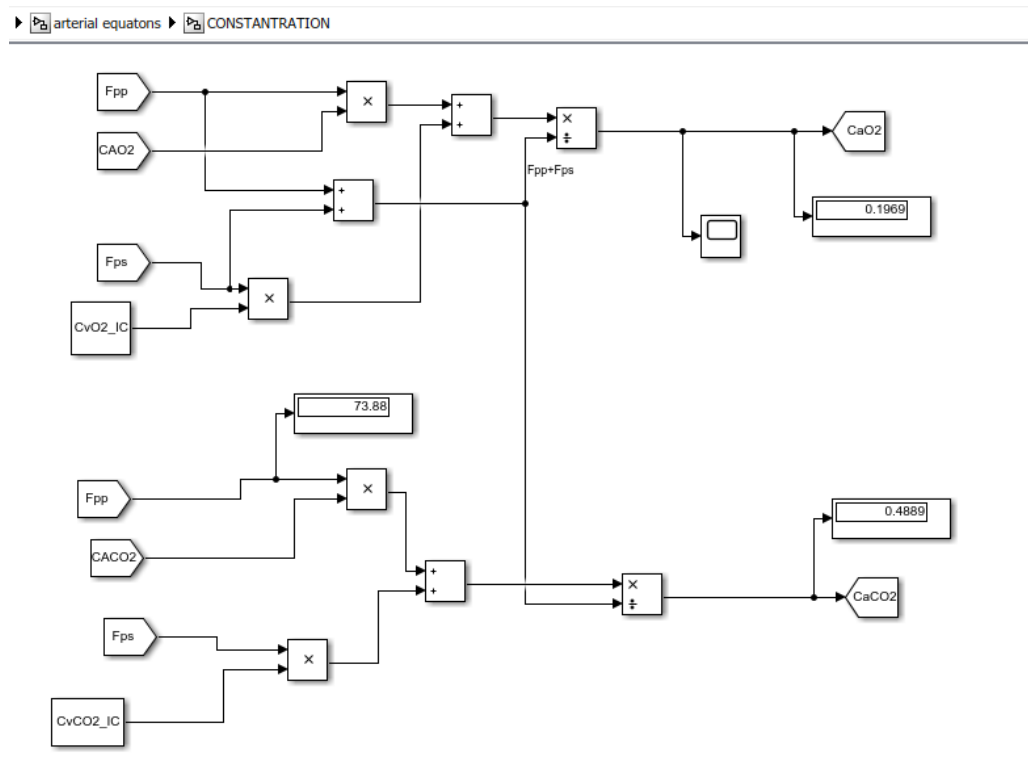 arterial equatons CONSTANTRATION
Fpp
×
+
+
×
÷
CaO2
CAO2
Fpp+Fps
+
+
0.1969
Fps
×
CvO2_IC
73.88
Fpp
×
0.4889
CACO2
+
+
×
÷
CaCO2
Fps
×
CvCO2_IC